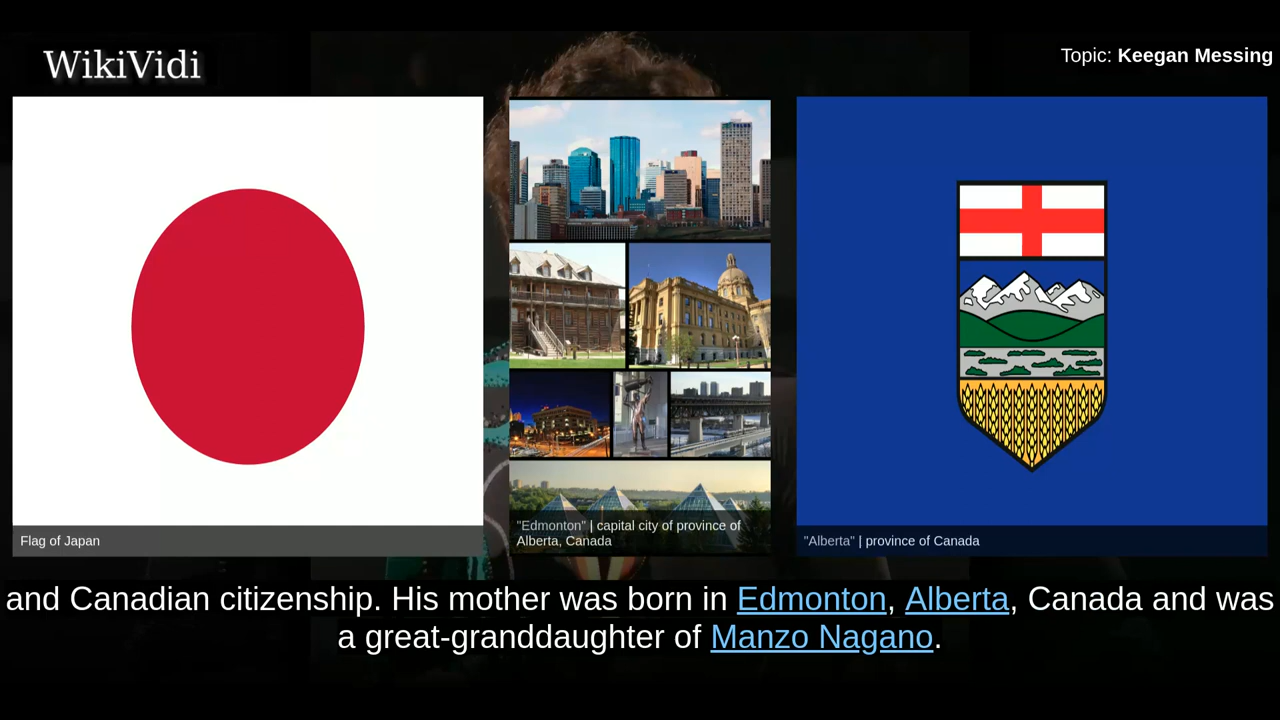 WikiVidi
Topic: Keegan Messing
Flag of Japan
"Edmonton" | capital city of province of
Alberta, Canada
"Alberta" | province of Canada
and Canadian citizenship. His mother was born in Edmonton, Alberta, Canada and was
a great-granddaughter of Manzo Nagano.